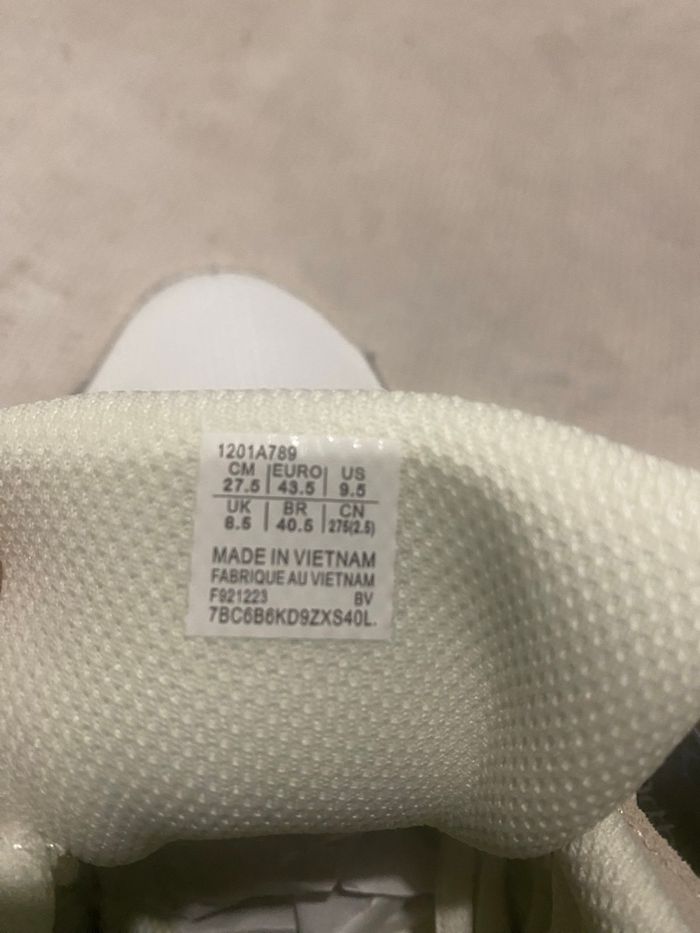 1201A789
CM EURO US
27.5 43.5 9.5
UK BR CN
8.5 40.5 275(2.5)
MADE IN VIETNAM
FABRIQUE AU VIETNAM
F921223 BV
7BC6B6KD9ZXS40L.